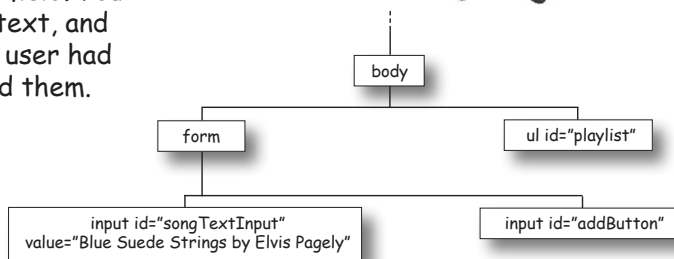 text, and
user had
d them.
body
form
ul id="playlist"
input id="songTextInput"
value="Blue Suede Strings by Elvis Pagely"
input id="addButton"